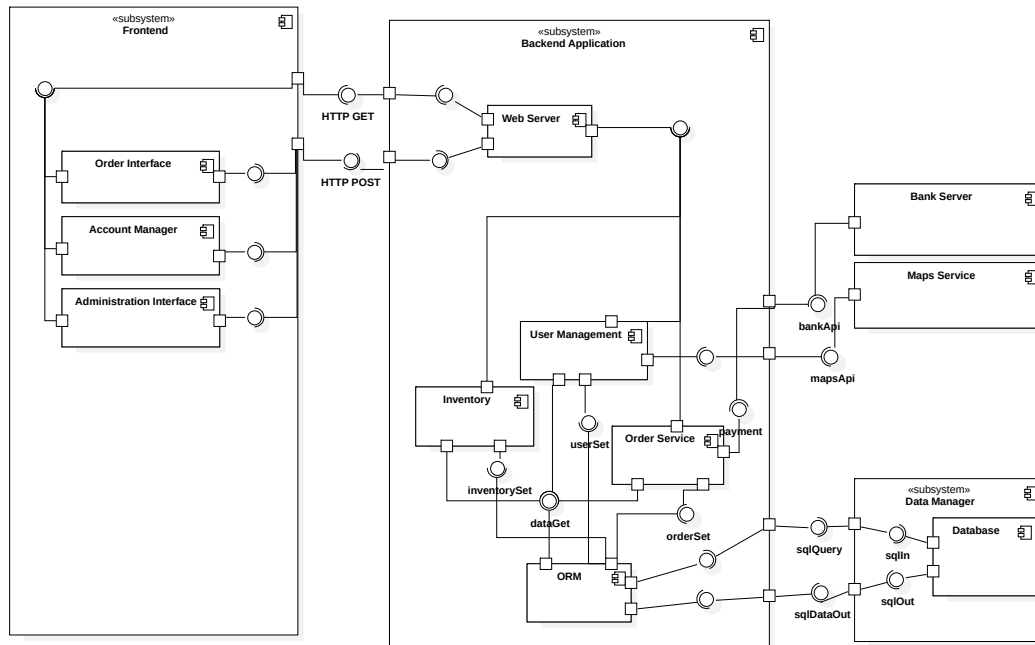 «subsystem»
Frontend
«subsystem»
Backend Application
HTTP GET
Web Server
Order Interface
HTTP POST
Bank Server
Account Manager
Maps Service
Administration Interface
bankApi
User Management
mapsApi
Inventory
payment
userSet
Order Service
inventorySet
«subsystem»
Data Manager
dataGet
orderSet
sqlQuery
sqlIn
Database
ORM
sqlDataOut
sqlOut